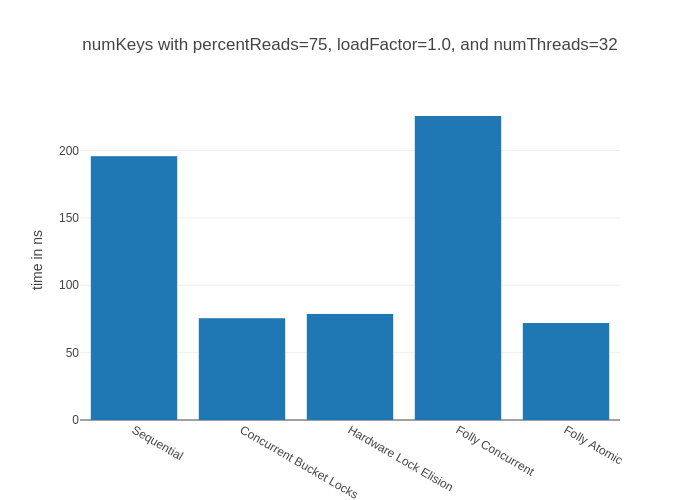 numKeys with percentReads=75, loadFactor=1.0, and numThreads=32
200
150
100
50
0
time in ns
Sequential
Concurrent Bucket Locks
Hardware Lock Elision
Folly Concurrent
Folly Atomic